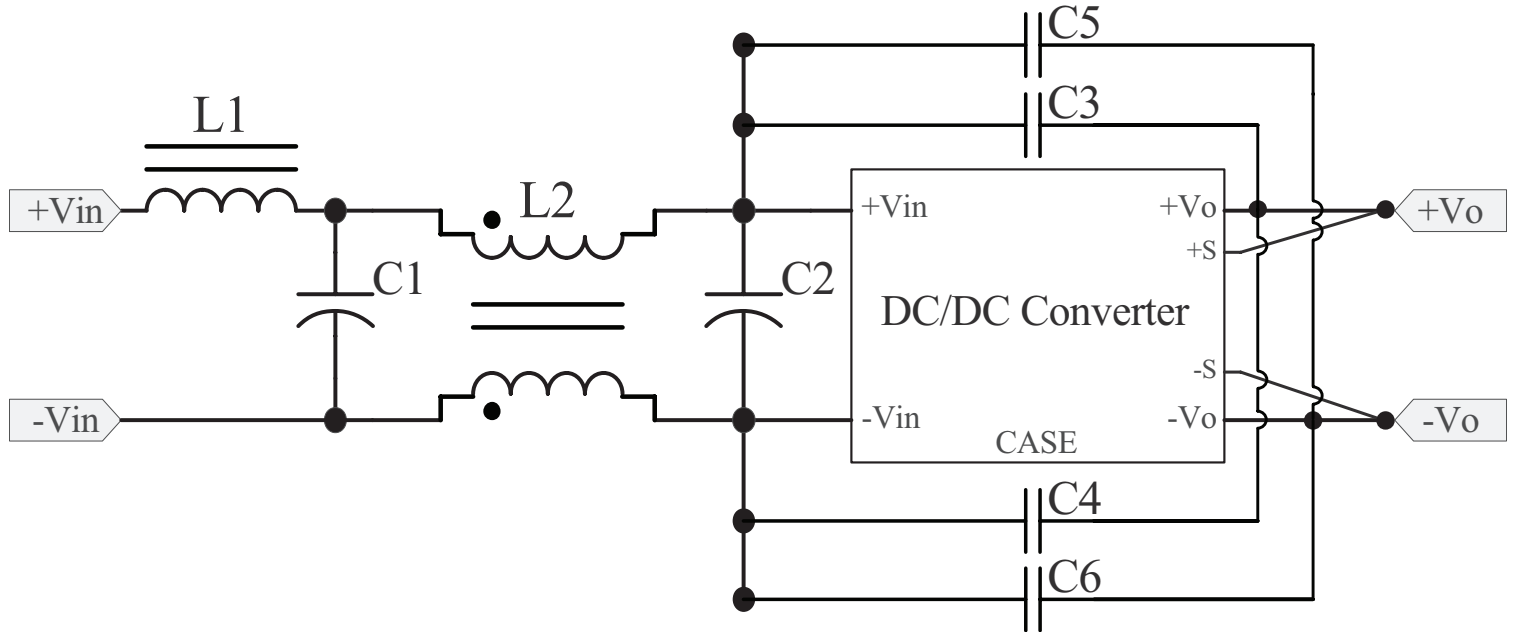 C5
C3
L1
+Vin
L2
+Vin
+Vo
+Vo
+S
C1
C2
DC/DC Converter
-S
-Vin
-Vin
-Vo
-Vo
CASE
C4
C6